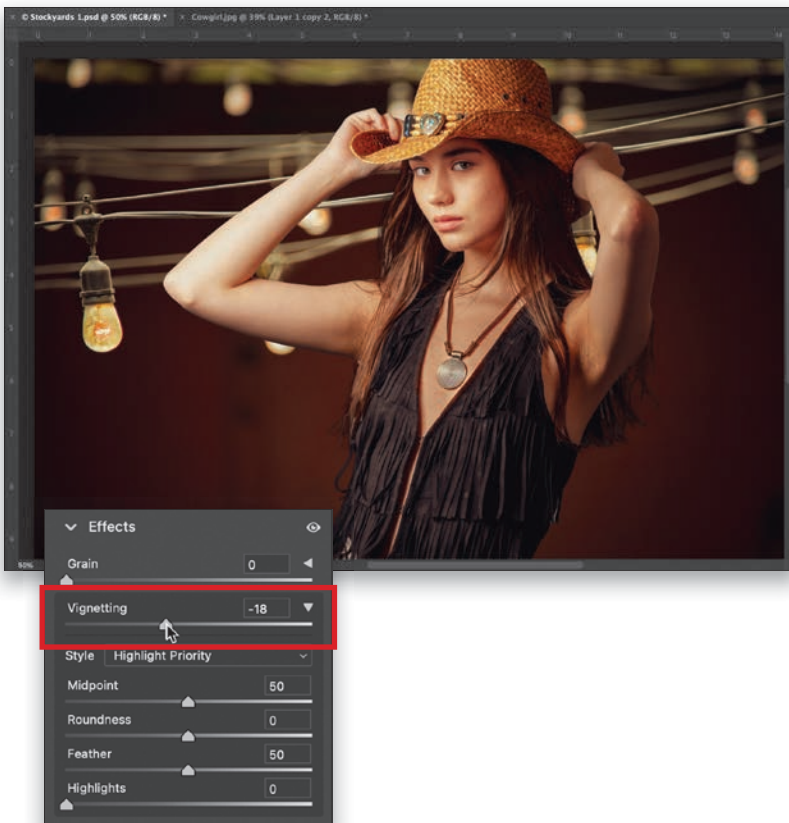 × © Stockyards 1.psd @ 50% (RGB/8) * × Cowgirl.jpg @ 39% (Layer 1 copy 2, RGB/8) *
50%
Effects
Grain 0
Vignetting -18
Style Highlight Priority
Midpoint 50
Roundness 0
Feather 50
Highlights 0